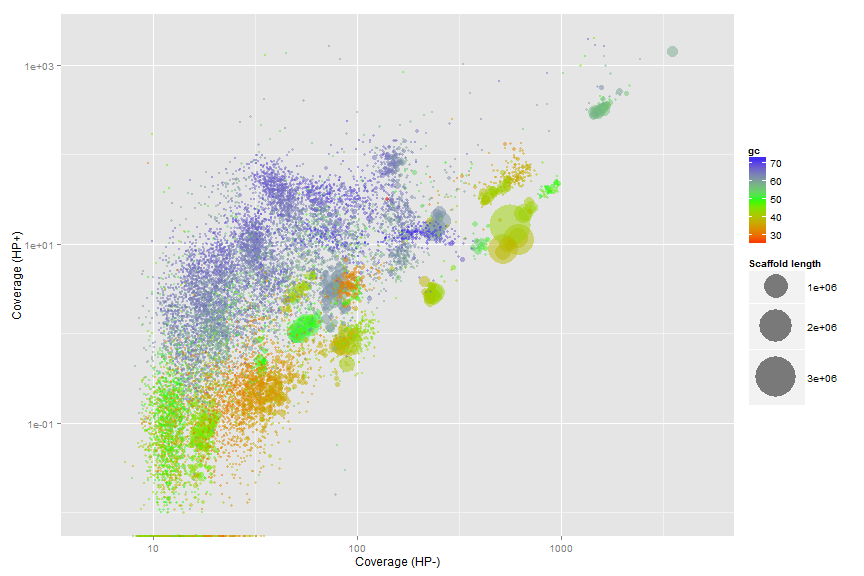 1e+03
1e+01
1e-01
Coverage (HP+)
10
100
1000
Coverage (HP-)
gc
70
60
50
40
30
Scaffold length
1e+06
2e+06
3e+06